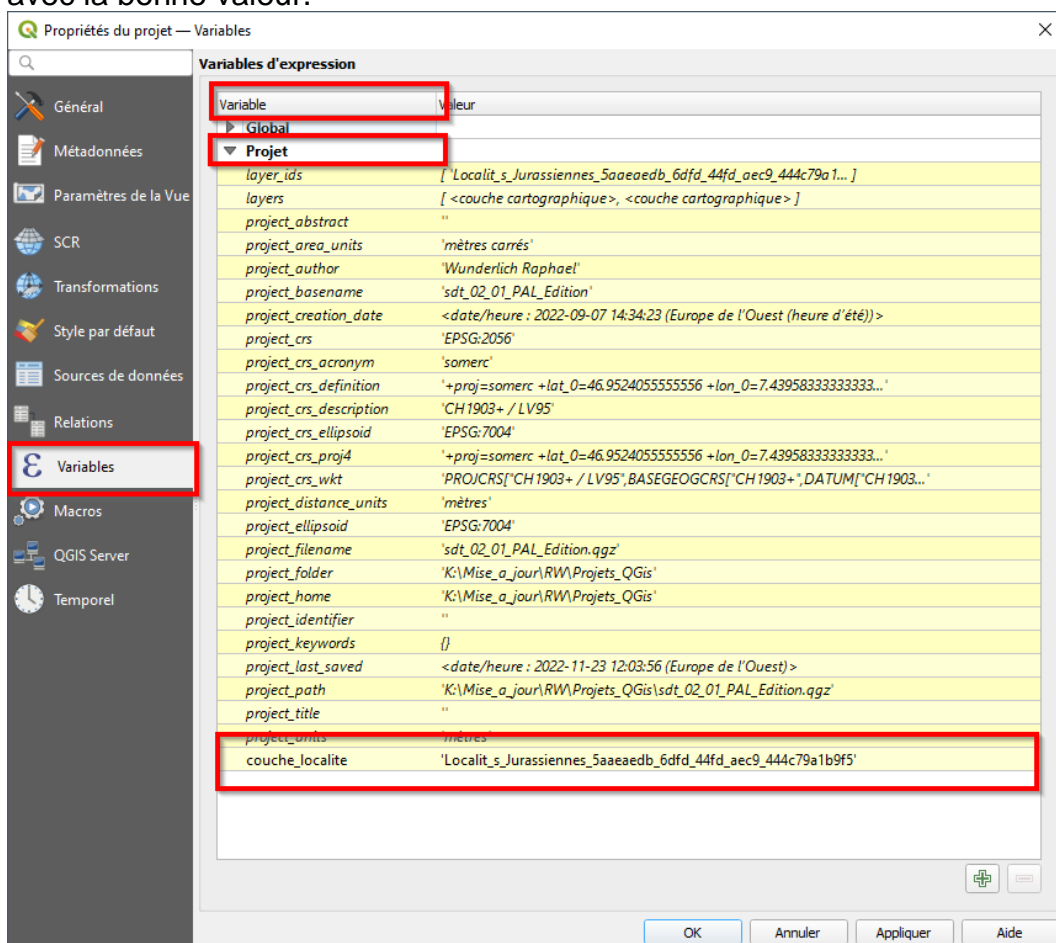 avec la bonne valeur.
Propriétés du projet — Variables
Variables d'expression
Général
Métadonnées
Paramètres de la Vue
SCR
Transformations
Style par défaut
Sources de données
Relations
Variables
Macros
QGIS Server
Temporel
Variable Valeur
Global
Projet
layer_ids [ 'Localit_s_Jurassiennes_5aaeaedb_6dfd_44fd_aec9_444c79a1... ]
layers [ <couche cartographique>, <couche cartographique> ]
project_abstract ''
project_area_units 'mètres carrés'
project_author 'Wunderlich Raphael'
project_basename 'sdt_02_01_PAL_Edition'
project_creation_date <date/heure : 2022-09-07 14:34:23 (Europe de l'Ouest (heure d'été))>
project_crs 'EPSG:2056'
project_crs_acronym 'somerc'
project_crs_definition '+proj=somerc +lat_0=46.9524055555556 +lon_0=7.43958333333333...'
project_crs_description 'CH1903+ / LV95'
project_crs_ellipsoid 'EPSG:7004'
project_crs_proj4 '+proj=somerc +lat_0=46.9524055555556 +lon_0=7.43958333333333...'
project_crs_wkt 'PROJCRS["CH1903+ / LV95",BASEGEOGCRS["CH1903+",DATUM["CH1903...'
project_distance_units 'mètres'
project_ellipsoid 'EPSG:7004'
project_filename 'sdt_02_01_PAL_Edition.qgz'
project_folder 'K:\Mise_a_jour\RW\Projets_QGis'
project_home 'K:\Mise_a_jour\RW\Projets_QGis'
project_identifier ''
project_keywords {}
project_last_saved <date/heure : 2022-11-23 12:03:56 (Europe de l'Ouest)>
project_path 'K:\Mise_a_jour\RW\Projets_QGis\sdt_02_01_PAL_Edition.qgz'
project_title ''
project_units 'mètres'
couche_localite 'Localit_s_Jurassiennes_5aaeaedb_6dfd_44fd_aec9_444c79a1b9f5'
OK Annuler Appliquer Aide